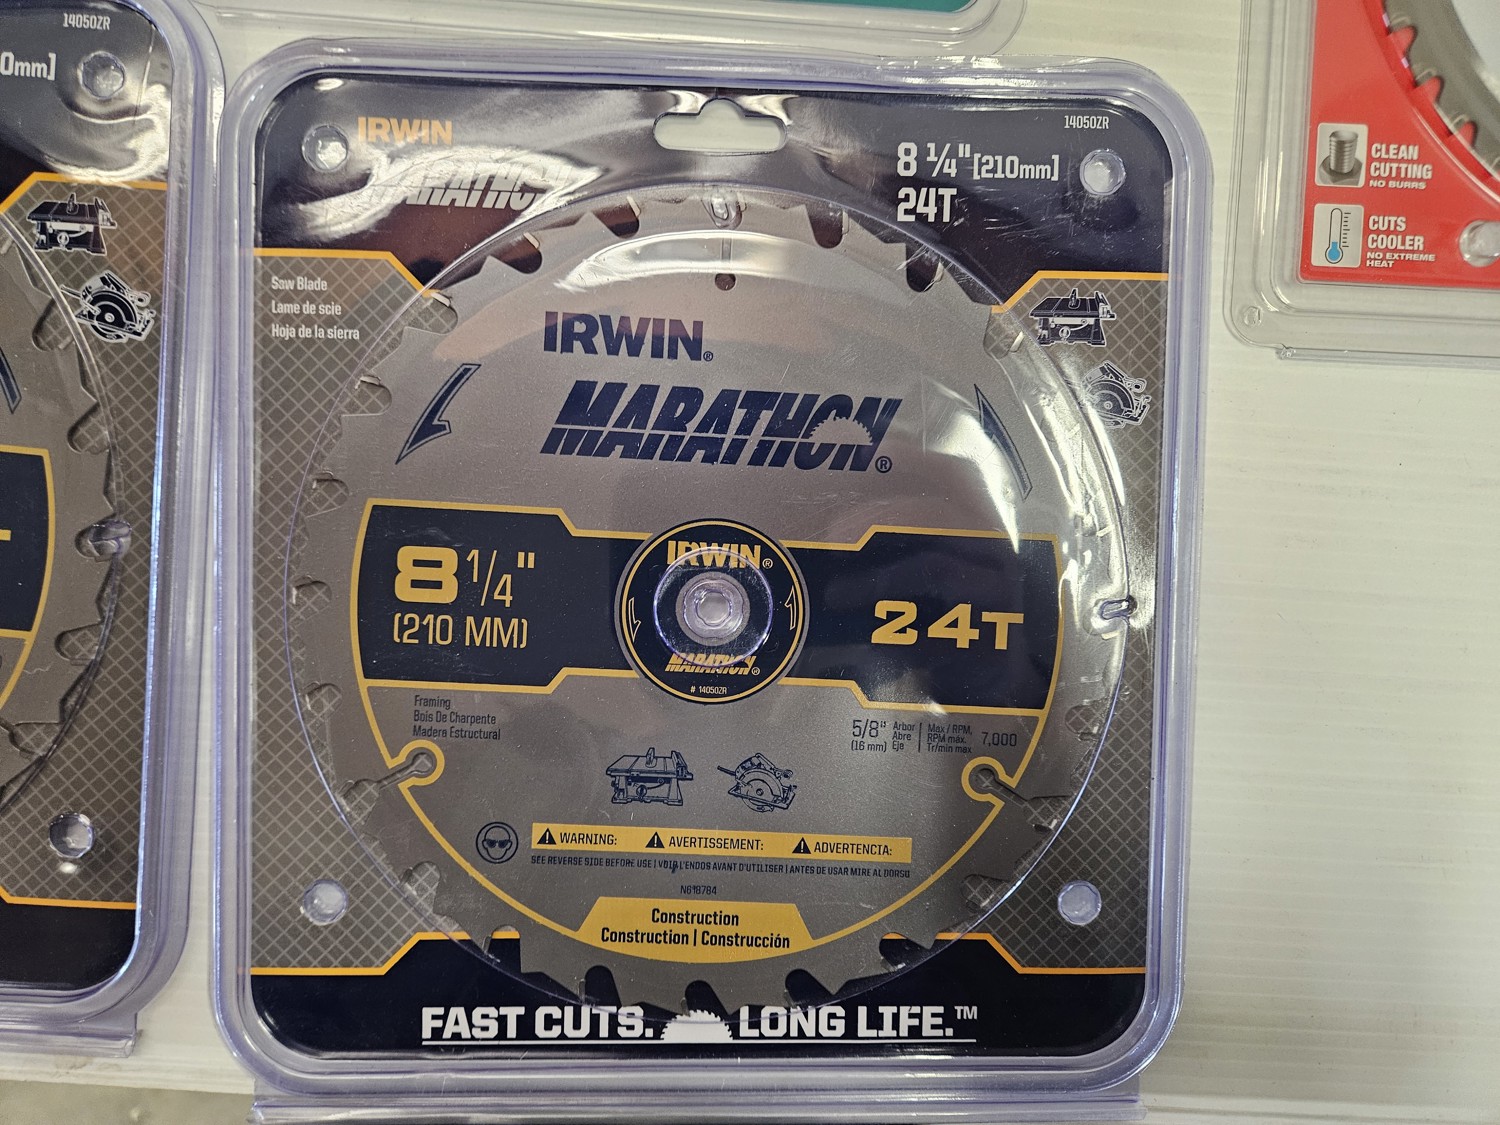 14050ZR
0mm]
IRWIN
MARATHON
8 1/4" [210mm]
24T
14050ZR
Saw Blade
Lame de scie
Hoja de la sierra
IRWIN®
MARATHON®
8 1/4"
(210 MM)
IRWIN®
MARATHON®
# 14050ZR
24T
Framing
Bois De Charpente
Madera Estructural
5/8"
(16 mm)
Arbor
Abre
Eje
Max / RPM,
RPM max.
Tr/min max
7,000
WARNING: AVERTISSEMENT: ADVERTENCIA:
SEE REVERSE SIDE BEFORE USE | VOIR L'ENDOS AVANT D'UTILISER | ANTES DE USAR MIRE AL DORSO
N618784
Construction
Construction | Construcción
FAST CUTS. LONG LIFE.™
CLEAN
CUTTING
NO BURRS
CUTS
COOLER
NO EXTREME
HEAT